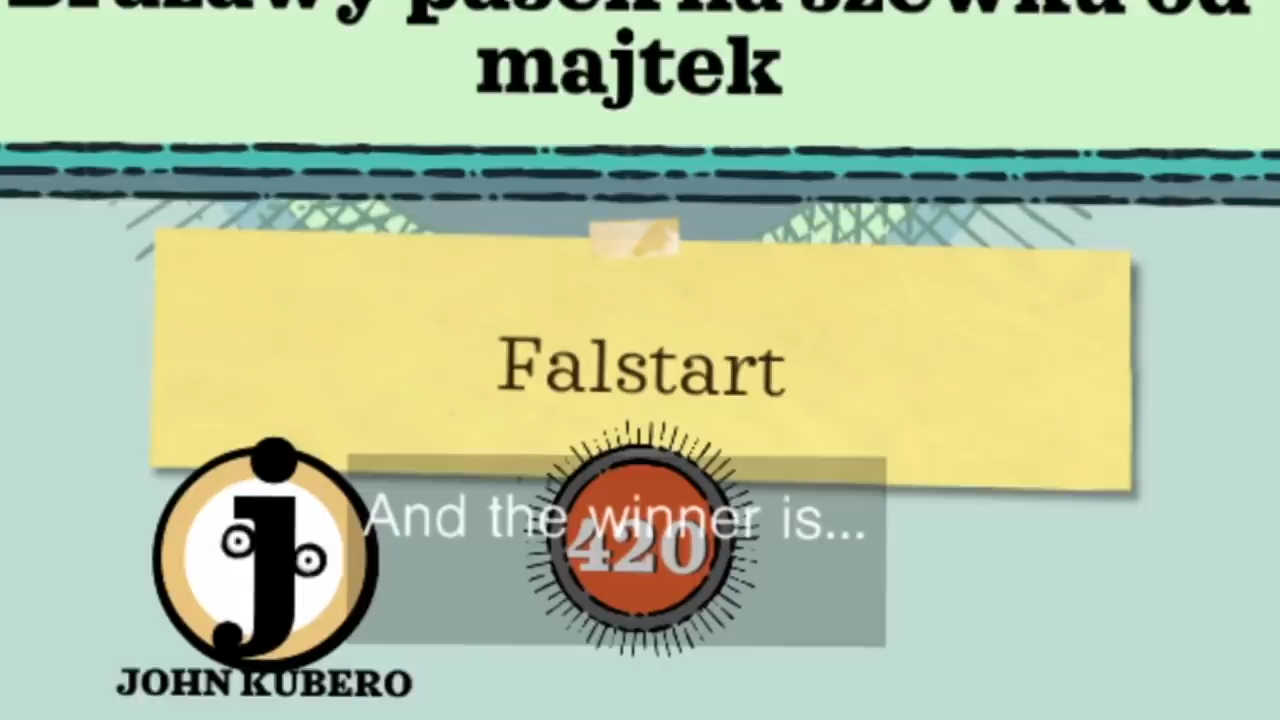 majtek
Falstart
And the winner is...
420
j
JOHN KUBERO